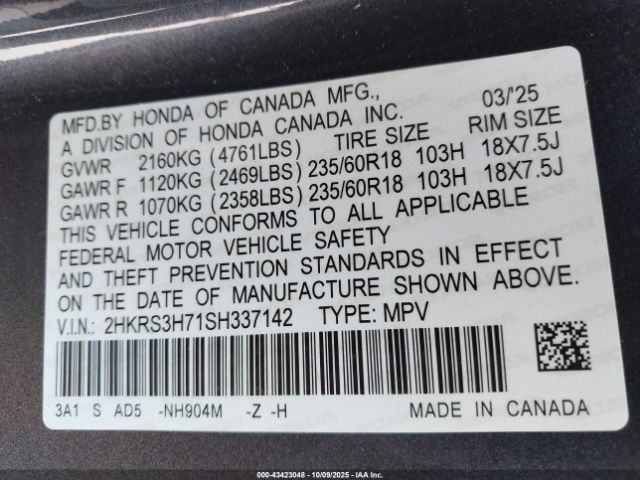 MFD.BY HONDA OF CANADA MFG., 03/'25
A DIVISION OF HONDA CANADA INC. TIRE SIZE RIM SIZE
GVWR 2160KG (4761LBS)
GAWR F 1120KG (2469LBS) 235/60R18 103H 18X7.5J
GAWR R 1070KG (2358LBS) 235/60R18 103H 18X7.5J
THIS VEHICLE CONFORMS TO ALL APPLICABLE
FEDERAL MOTOR VEHICLE SAFETY
AND THEFT PREVENTION STANDARDS IN EFFECT
ON THE DATE OF MANUFACTURE SHOWN ABOVE.
V.I.N.: 2HKRS3H71SH337142 TYPE: MPV
3A1 S AD5 -NH904M -Z -H MADE IN CANADA
000-43423048 | 10/09/2025 | IAA Inc.